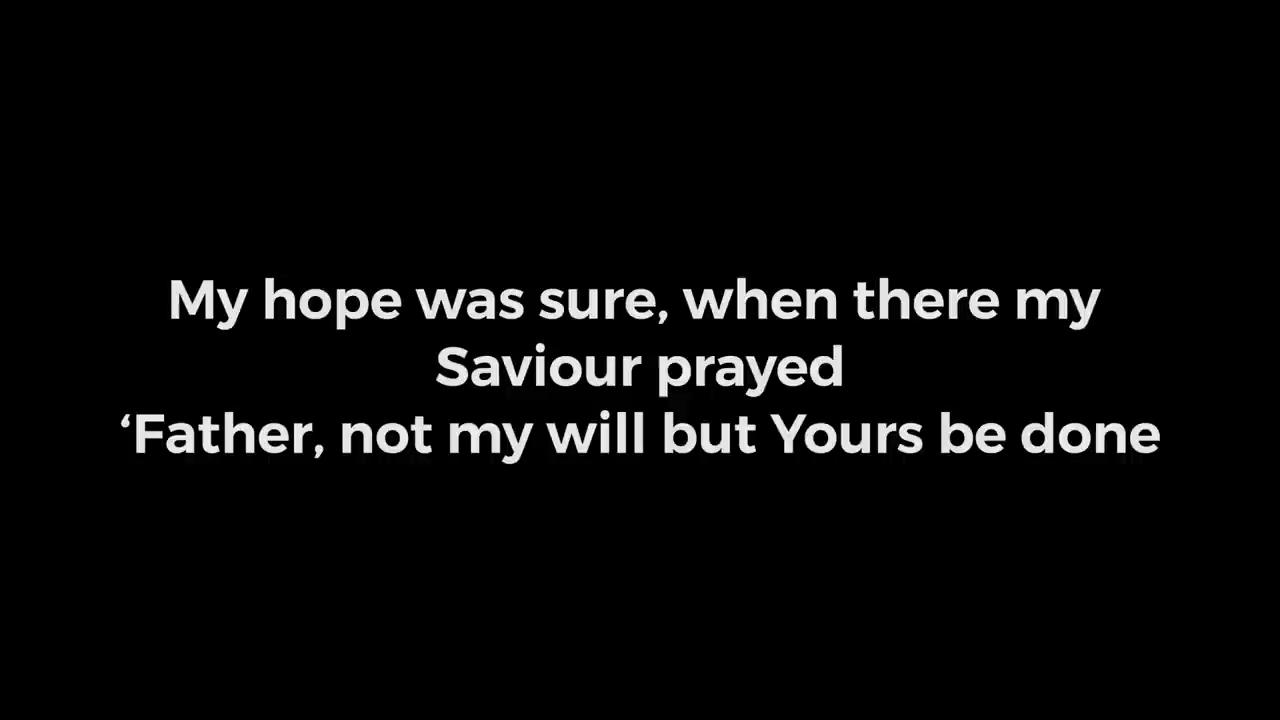 My hope was sure, when there my
Saviour prayed
‘Father, not my will but Yours be done